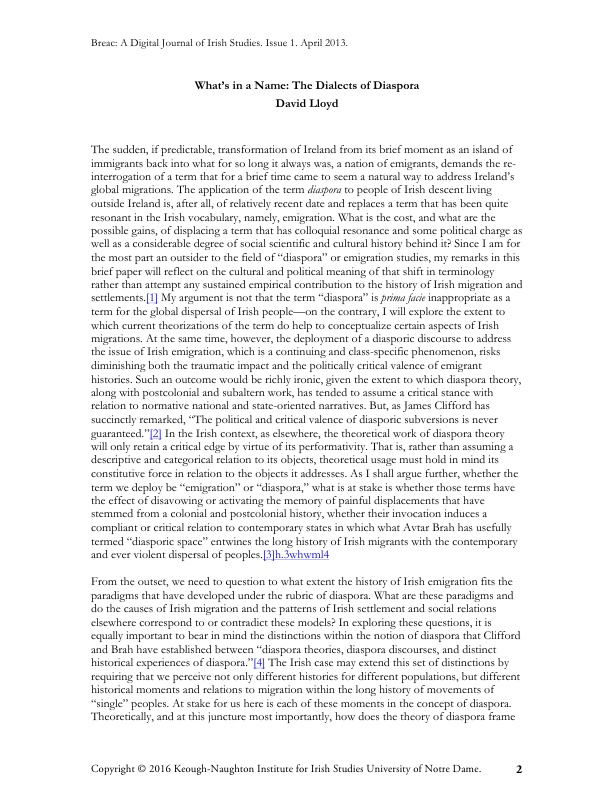 Breac: A Digital Journal of Irish Studies. Issue 1. April 2013.
What's in a Name: The Dialects of Diaspora
David Lloyd
The sudden, if predictable, transformation of Ireland from its brief moment as an island of
immigrants back into what for so long it always was, a nation of emigrants, demands the re-
interrogation of a term that for a brief time came to seem a natural way to address Ireland's
global migrations. The application of the term diaspora to people of Irish descent living
outside Ireland is, after all, of relatively recent date and replaces a term that has been quite
resonant in the Irish vocabulary, namely, emigration. What is the cost, and what are the
possible gains, of displacing a term that has colloquial resonance and some political charge as
well as a considerable degree of social scientific and cultural history behind it? Since I am for
the most part an outsider to the field of “diaspora” or emigration studies, my remarks in this
brief paper will reflect on the cultural and political meaning of that shift in terminology
rather than attempt any sustained empirical contribution to the history of Irish migration and
settlements.[1] My argument is not that the term “diaspora” is prima facie inappropriate as a
term for the global dispersal of Irish people—on the contrary, I will explore the extent to
which current theorizations of the term do help to conceptualize certain aspects of Irish
migrations. At the same time, however, the deployment of a diasporic discourse to address
the issue of Irish emigration, which is a continuing and class-specific phenomenon, risks
diminishing both the traumatic impact and the politically critical valence of emigrant
histories. Such an outcome would be richly ironic, given the extent to which diaspora theory,
along with postcolonial and subaltern work, has tended to assume a critical stance with
relation to normative national and state-oriented narratives. But, as James Clifford has
succinctly remarked, “The political and critical valence of diasporic subversions is never
guaranteed.”[2] In the Irish context, as elsewhere, the theoretical work of diaspora theory
will only retain a critical edge by virtue of its performativity. That is, rather than assuming a
descriptive and categorical relation to its objects, theoretical usage must hold in mind its
constitutive force in relation to the objects it addresses. As I shall argue further, whether the
term we deploy be “emigration” or “diaspora,” what is at stake is whether those terms have
the effect of disavowing or activating the memory of painful displacements that have
stemmed from a colonial and postcolonial history, whether their invocation induces a
compliant or critical relation to contemporary states in which what Avtar Brah has usefully
termed “diasporic space” entwines the long history of Irish migrants with the contemporary
and ever violent dispersal of peoples.[3]h.3whwml4
From the outset, we need to question to what extent the history of Irish emigration fits the
paradigms that have developed under the rubric of diaspora. What are these paradigms and
do the causes of Irish migration and the patterns of Irish settlement and social relations
elsewhere correspond to or contradict these models? In exploring these questions, it is
equally important to bear in mind the distinctions within the notion of diaspora that Clifford
and Brah have established between “diaspora theories, diaspora discourses, and distinct
historical experiences of diaspora.”[4] The Irish case may extend this set of distinctions by
requiring that we perceive not only different histories for different populations, but different
historical moments and relations to migration within the long history of movements of
“single” peoples. At stake for us here is each of these moments in the concept of diaspora.
Theoretically, and at this juncture most importantly, how does the theory of diaspora frame
Copyright © 2016 Keough-Naughton Institute for Irish Studies University of Notre Dame. 2